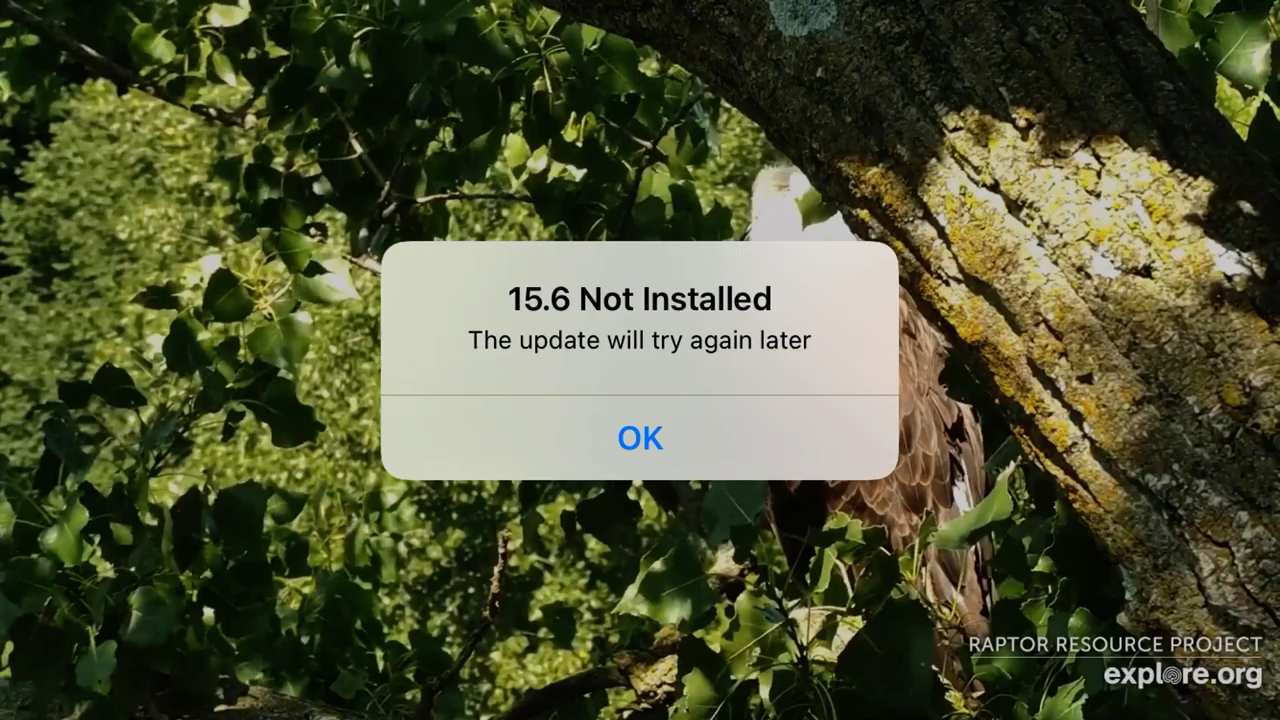 15.6 Not Installed
The update will try again later
OK
RAPTOR RESOURCE PROJECT
explore.org